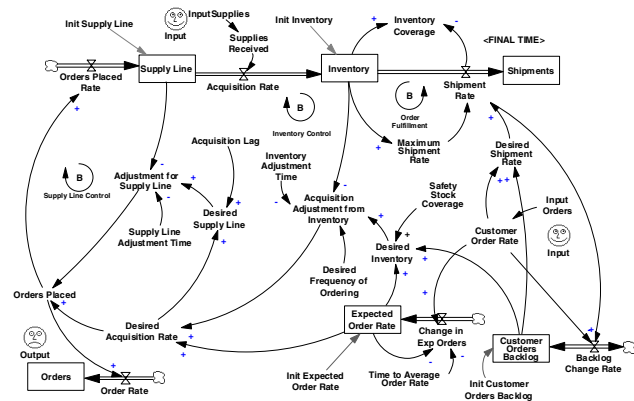 Init Supply Line
Input
InputSupplies
Supplies
Received
Init Inventory
Inventory
Coverage
<FINAL TIME>
Orders Placed
Rate
Supply Line
Acquisition Rate
Inventory
Shipment
Rate
Shipments
B
Inventory Control
B
Order
Fulfillment
Maximum
Shipment Rate
Desired
Shipment
Rate
B
Supply Line Control
Adjustment for
Supply Line
Acquisition Lag
Inventory
Adjustment
Time
Acquisition
Adjustment from
Inventory
Safety
Stock
Coverage
Input
Orders
Input
Customer
Order Rate
Supply Line
Adjustment Time
Desired
Supply Line
Desired
Inventory
Desired
Frequency of
Ordering
Orders Placed
Desired
Acquisition Rate
Expected
Order Rate
Change in
Exp Orders
Customer
Orders
Backlog
Backlog
Change Rate
Output
Orders
Order Rate
Init Expected
Order Rate
Time to Average
Order Rate
Init Customer
Orders Backlog